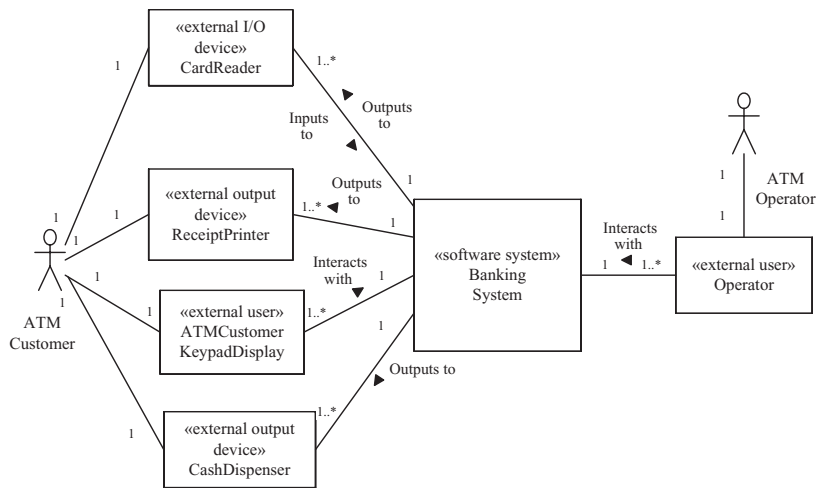 «external I/O
device»
CardReader
1
1
1..*
Outputs
to
Inputs
to
1
1
«external output
device»
ReceiptPrinter
1
1
1..*
Outputs
to
1
ATM
Customer
1
1
«external user»
ATMCustomer
KeypadDisplay
1..*
Interacts
with
1
1
1
«external output
device»
CashDispenser
1..*
Outputs to
1
«software system»
Banking
System
1
Interacts
with
1..*
«external user»
Operator
1
1
ATM
Operator